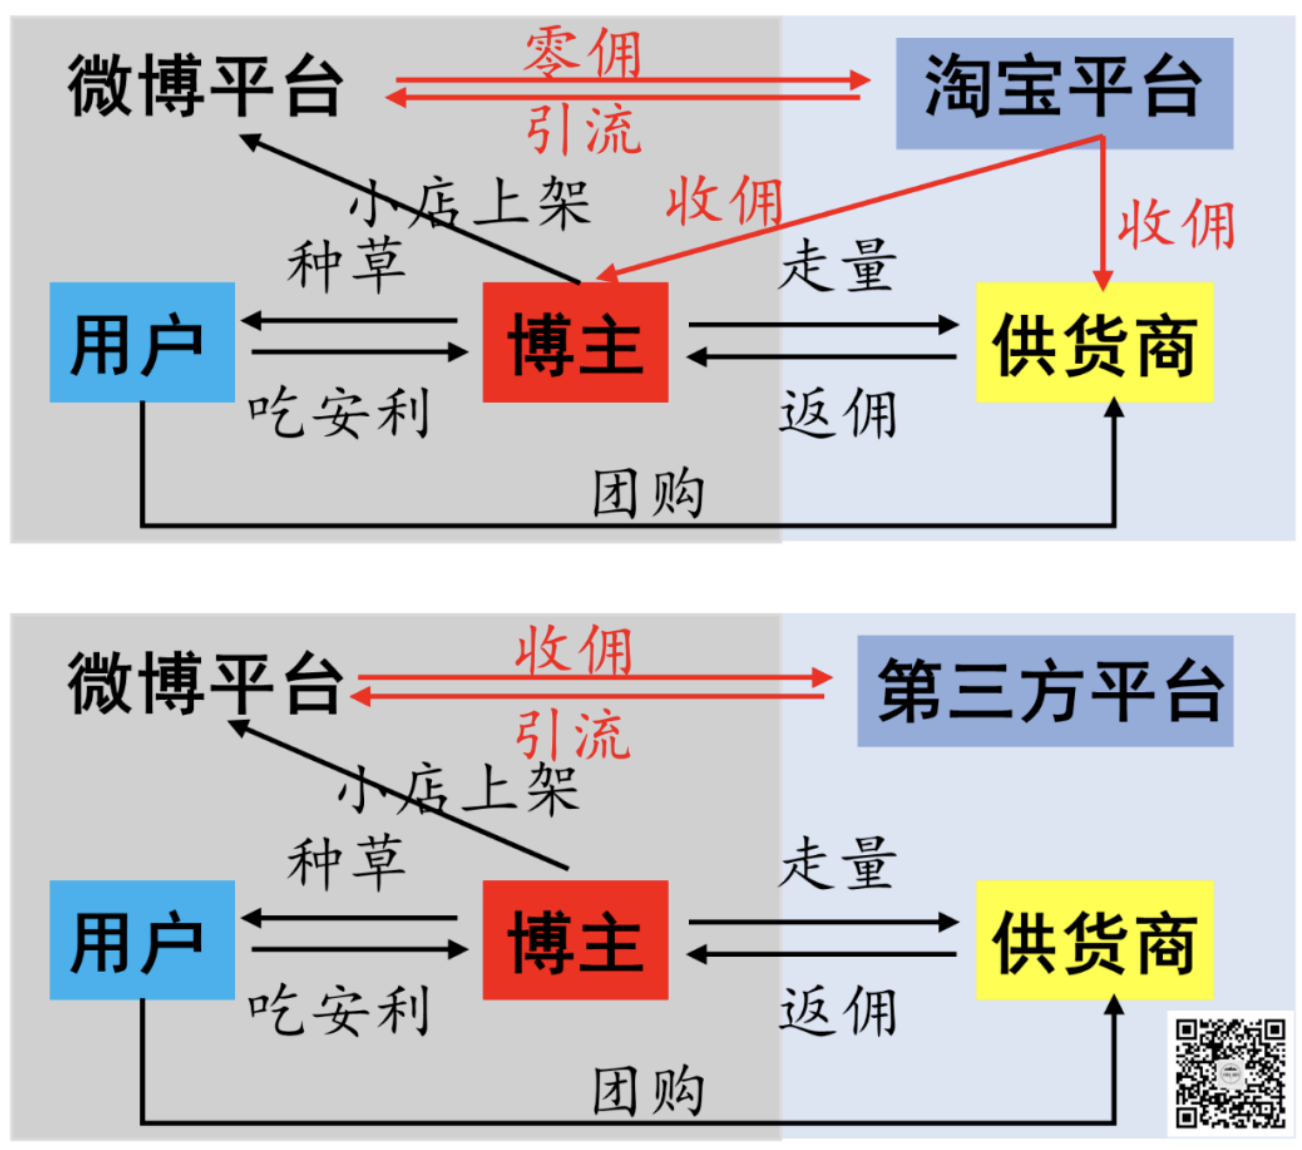 零佣
微博平台
淘宝平台
引流
小店上架
收佣
收佣
种草
走量
用户
博主
供货商
吃安利
返佣
团购
收佣
微博平台
第三方平台
引流
小店上架
种草
走量
用户
博主
供货商
吃安利
返佣
团购